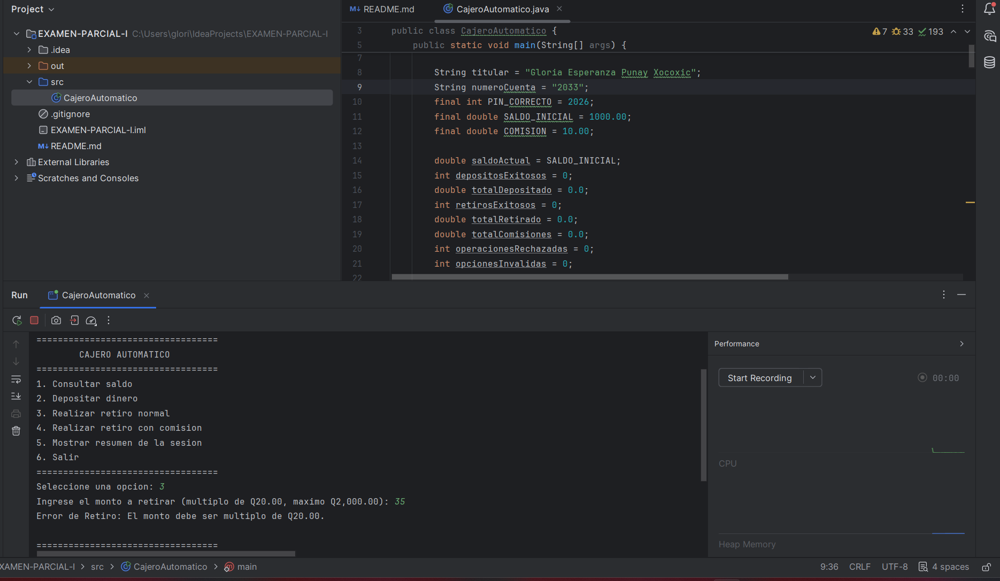 Project
EXAMEN-PARCIAL-I C:\Users\glori\IdeaProjects\EXAMEN-PARCIAL-I
.idea
out
src
CajeroAutomatico
.gitignore
EXAMEN-PARCIAL-I.iml
M↓ README.md
External Libraries
Scratches and Consoles
M↓ README.md
CajeroAutomatico.java
7 33 193
3 public class CajeroAutomatico {
5 public static void main(String[] args) {
7
8 String titular = "Gloria Esperanza Punay Xocoxic";
9 String numeroCuenta = "2033";
10 final int PIN_CORRECTO = 2026;
11 final double SALDO_INICIAL = 1000.00;
12 final double COMISION = 10.00;
13
14 double saldoActual = SALDO_INICIAL;
15 int depositosExitosos = 0;
16 double totalDepositado = 0.0;
17 int retirosExitosos = 0;
18 double totalRetirado = 0.0;
19 double totalComisiones = 0.0;
20 int operacionesRechazadas = 0;
21 int opcionesInvalidas = 0;
22
Run CajeroAutomatico
==================================
CAJERO AUTOMATICO
==================================
1. Consultar saldo
2. Depositar dinero
3. Realizar retiro normal
4. Realizar retiro con comision
5. Mostrar resumen de la sesion
6. Salir
==================================
Seleccione una opcion: 3
Ingrese el monto a retirar (multiplo de Q20.00, maximo Q2,000.00): 35
Error de Retiro: El monto debe ser multiplo de Q20.00.
==================================
Performance
Start Recording 00:00
CPU
Heap Memory
XAMEN-PARCIAL-I > src > CajeroAutomatico > main
9:36 CRLF UTF-8 4 spaces